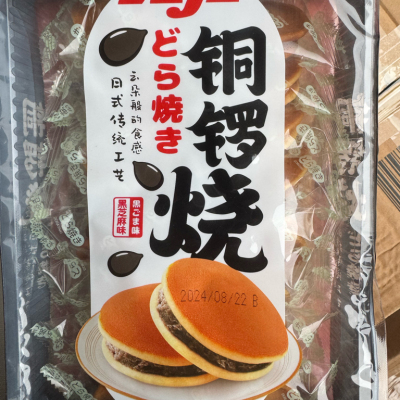 铜锣烧
どら焼き
云朵般的食感
日式传统工艺
黒ごま味
黑芝麻味
2024/08/22 B